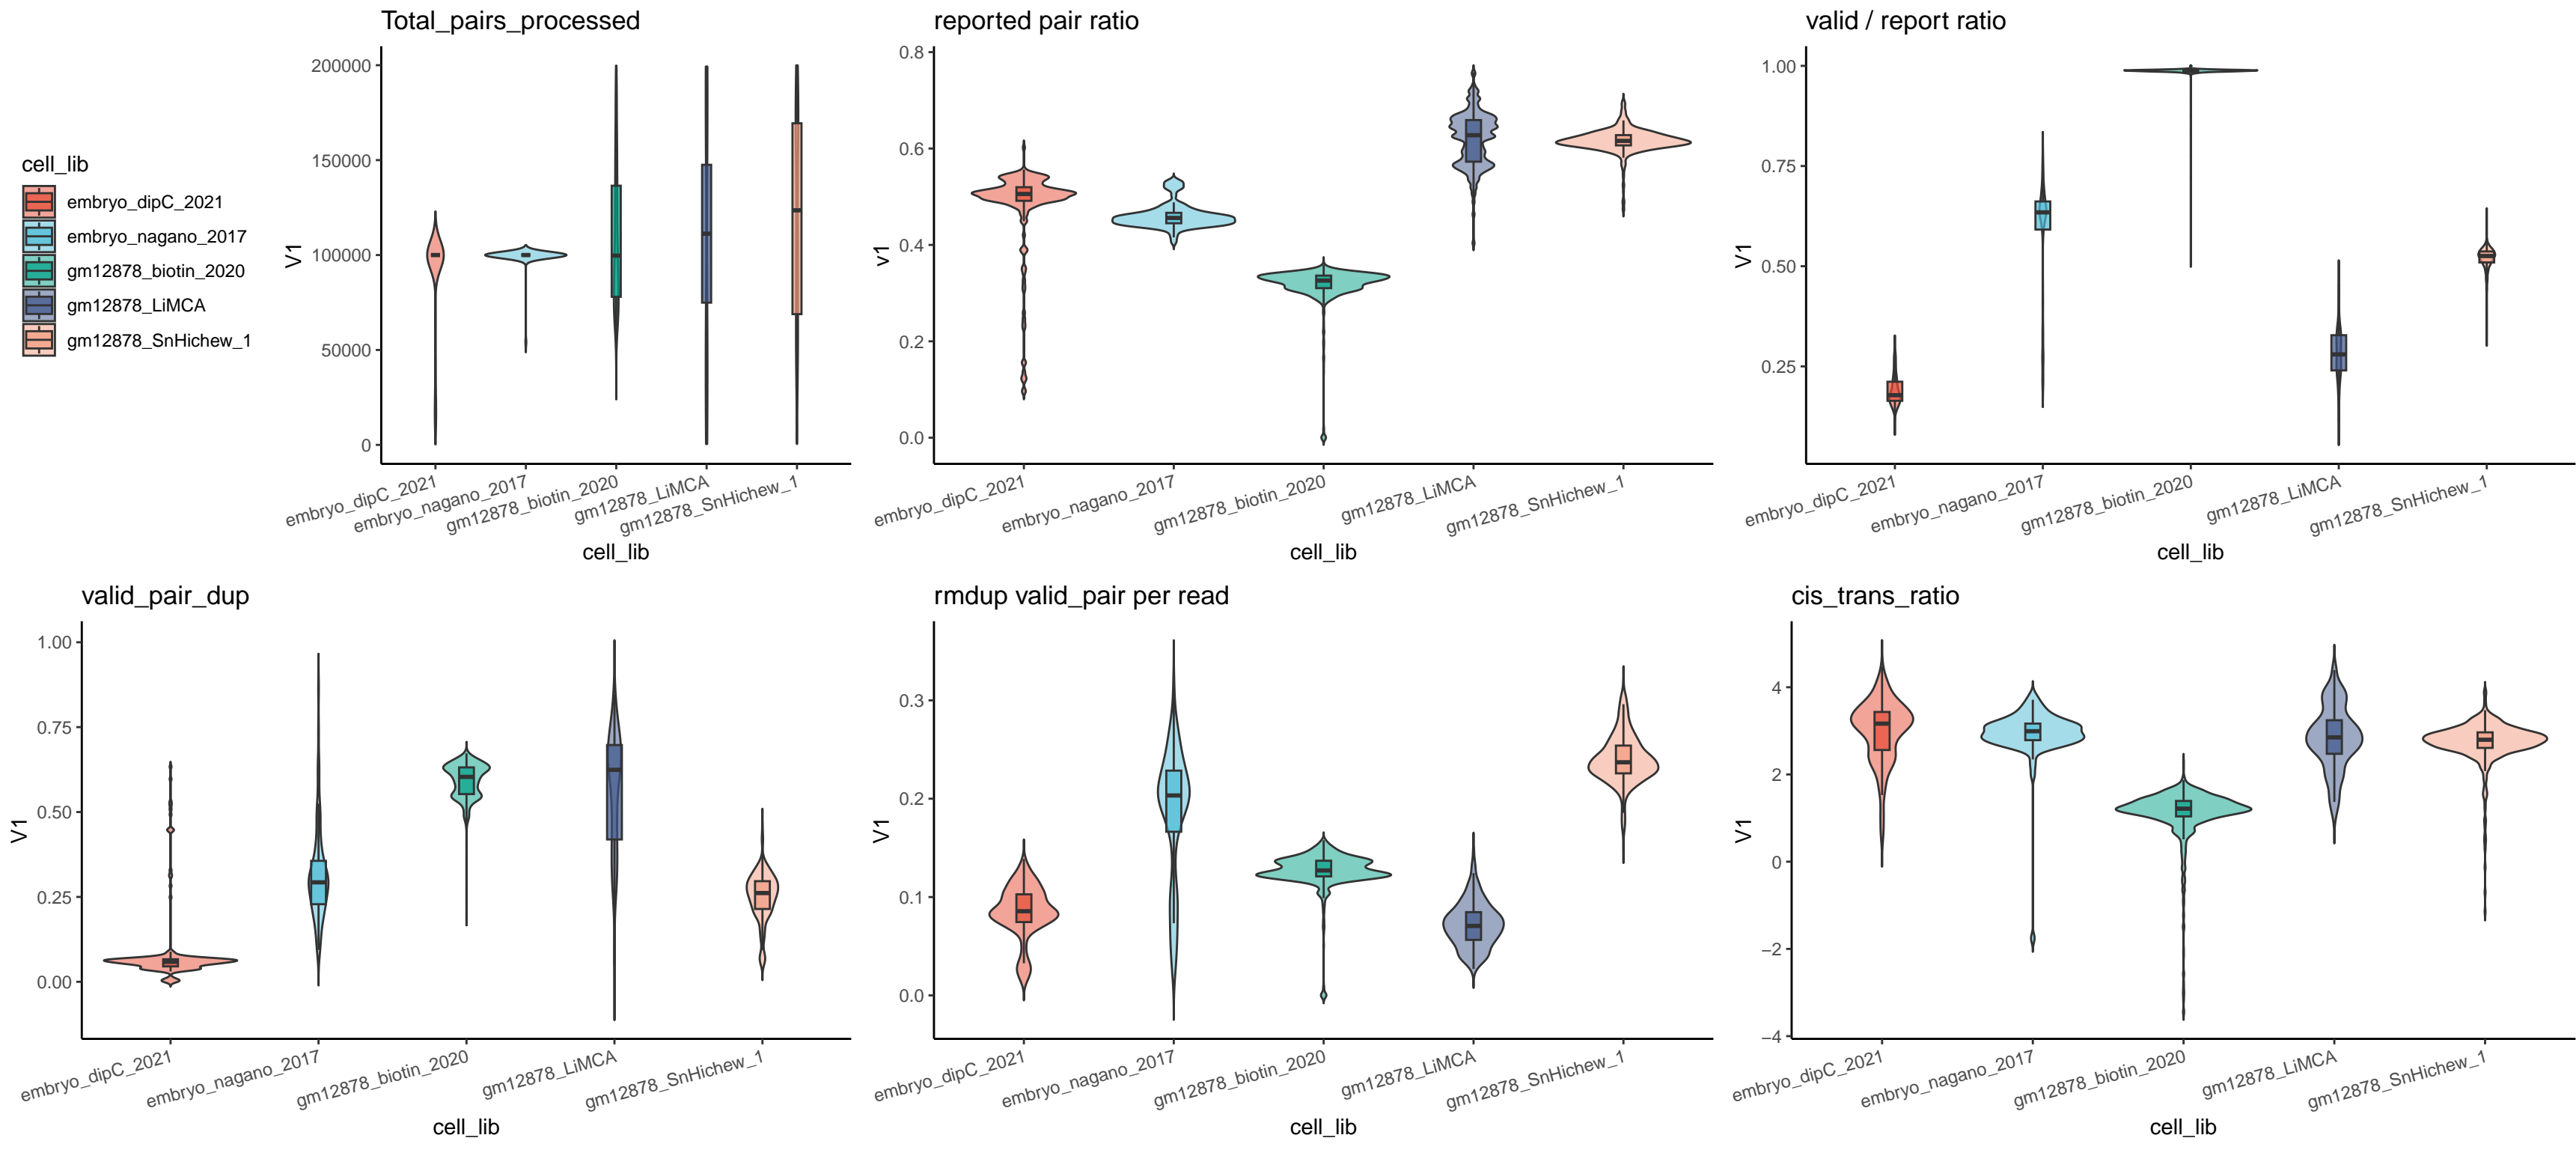 cell_lib
embryo_dipC_2021
embryo_nagano_2017
gm12878_biotin_2020
gm12878_LiMCA
gm12878_SnHichew_1
Total_pairs_processed
V1
200000
150000
100000
50000
0
embryo_dipC_2021
embryo_nagano_2017
gm12878_biotin_2020
gm12878_LiMCA
gm12878_SnHichew_1
cell_lib
reported pair ratio
v1
0.8
0.6
0.4
0.2
0.0
embryo_dipC_2021
embryo_nagano_2017
gm12878_biotin_2020
gm12878_LiMCA
gm12878_SnHichew_1
cell_lib
valid / report ratio
V1
1.00
0.75
0.50
0.25
embryo_dipC_2021
embryo_nagano_2017
gm12878_biotin_2020
gm12878_LiMCA
gm12878_SnHichew_1
cell_lib
valid_pair_dup
V1
1.00
0.75
0.50
0.25
0.00
embryo_dipC_2021
embryo_nagano_2017
gm12878_biotin_2020
gm12878_LiMCA
gm12878_SnHichew_1
cell_lib
rmdup valid_pair per read
V1
0.3
0.2
0.1
0.0
embryo_dipC_2021
embryo_nagano_2017
gm12878_biotin_2020
gm12878_LiMCA
gm12878_SnHichew_1
cell_lib
cis_trans_ratio
V1
4
2
0
−2
−4
embryo_dipC_2021
embryo_nagano_2017
gm12878_biotin_2020
gm12878_LiMCA
gm12878_SnHichew_1
cell_lib